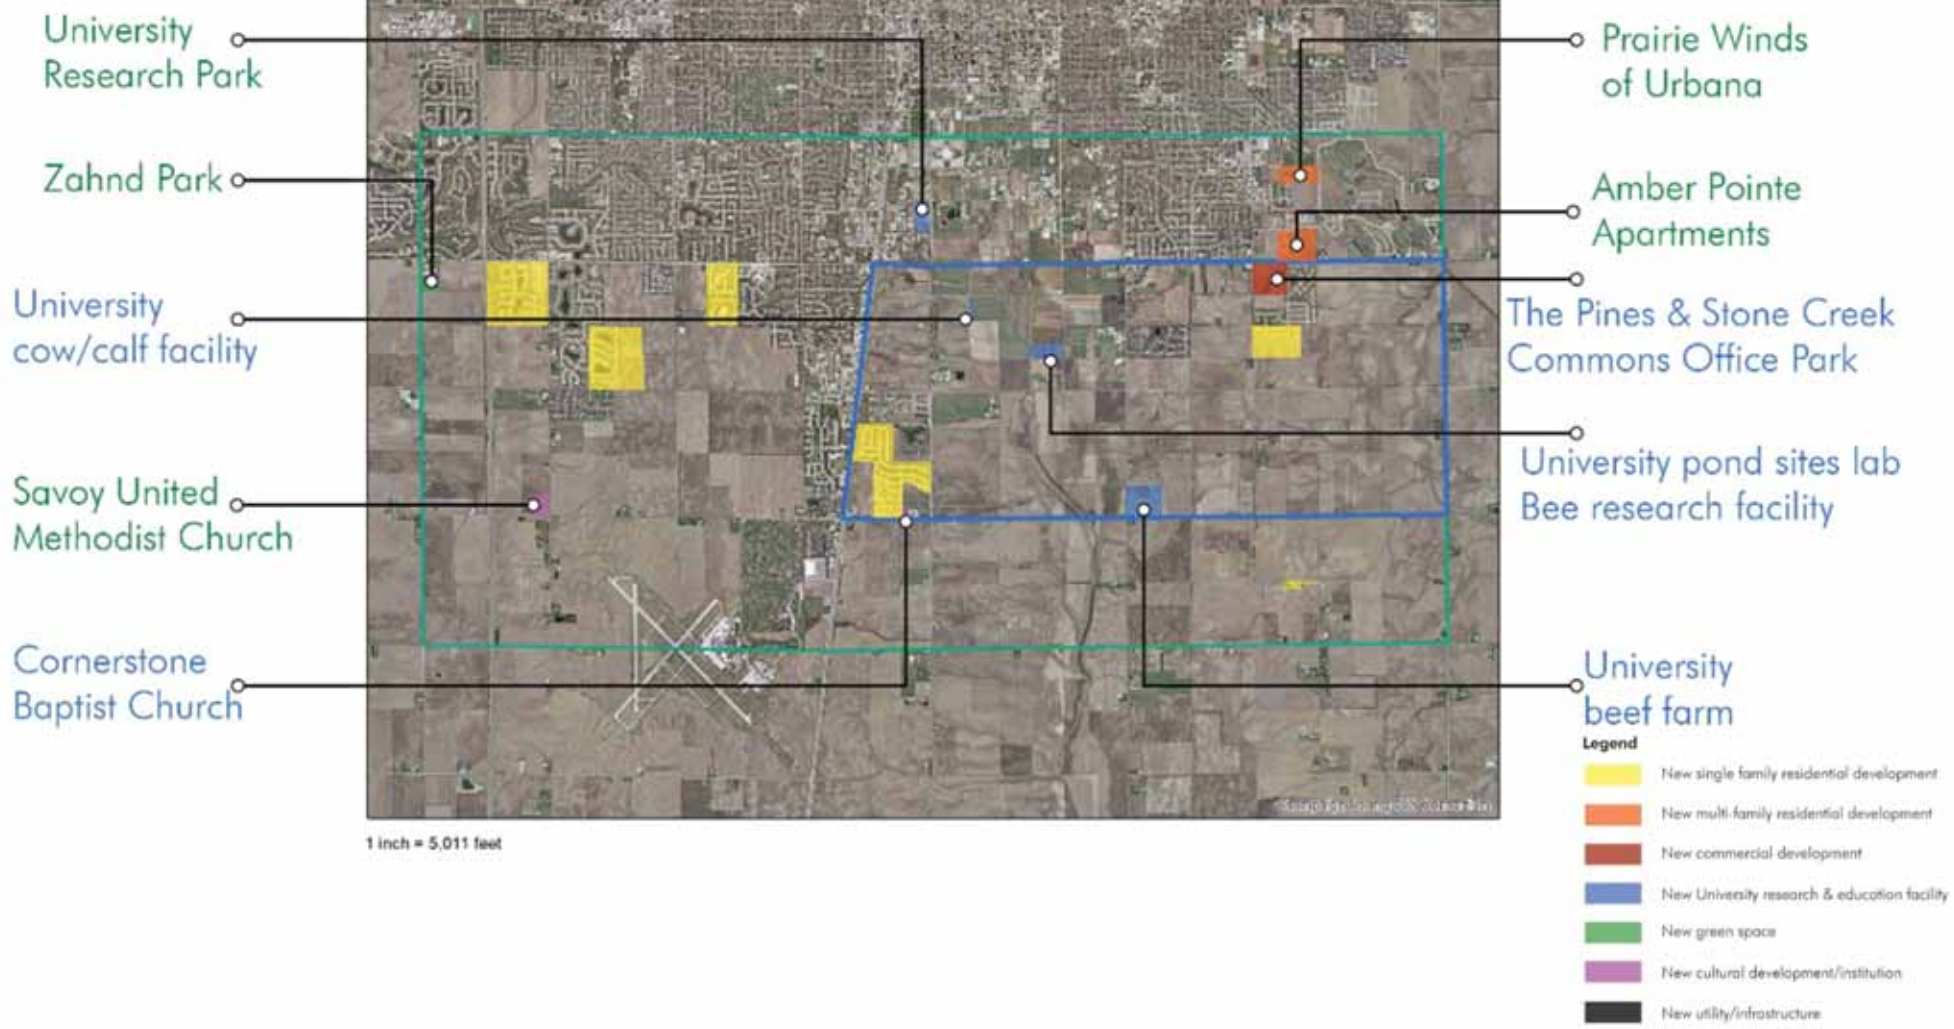 University
Research Park
Zahnd Park
University
cow/calf facility
Savoy United
Methodist Church
Cornerstone
Baptist Church
Prairie Winds
of Urbana
Amber Pointe
Apartments
The Pines & Stone Creek
Commons Office Park
University pond sites lab
Bee research facility
University
beef farm
1 inch = 5,011 feet
Legend
New single family residential development
New multi-family residential development
New commercial development
New University research & education facility
New green space
New cultural development/institution
New utility/infrastructure